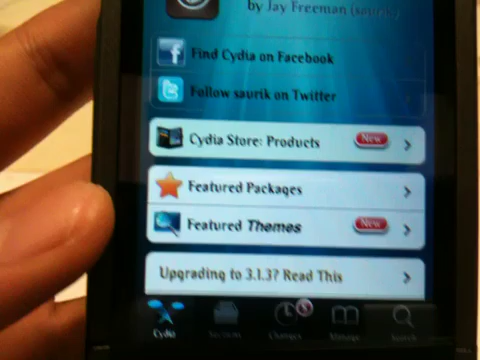 by Jay Freeman (saurik)
Find Cydia on Facebook
Follow saurik on Twitter
Cydia Store: Products New
Featured Packages
Featured Themes New
Upgrading to 3.1.3? Read This
Cydia Sections Changes Manage Search